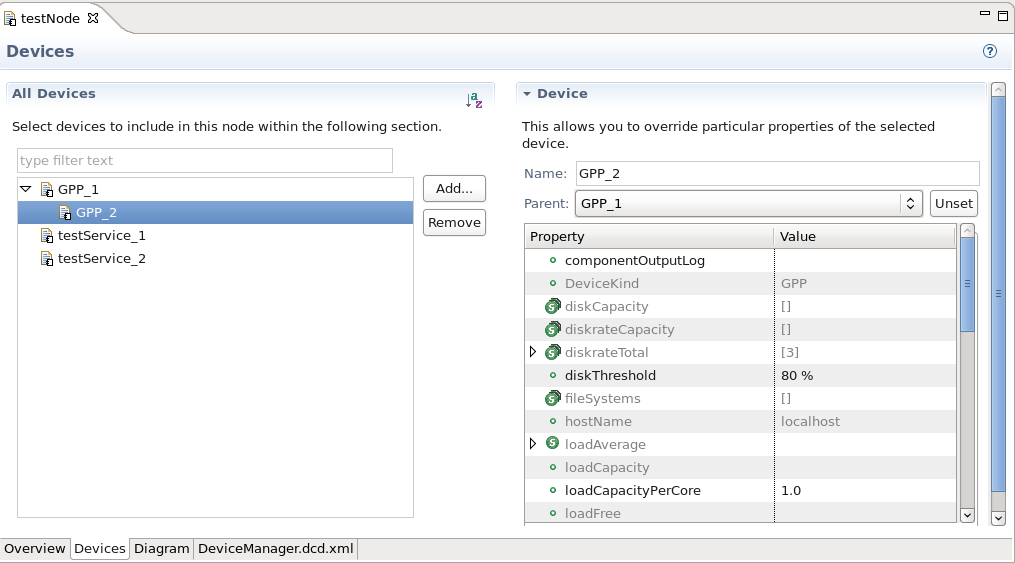 testNode
Devices
All Devices
Select devices to include in this node within the following section.
type filter text
GPP_1
GPP_2
testService_1
testService_2
Add...
Remove
Device
This allows you to override particular properties of the selected
device.
Name: GPP_2
Parent: GPP_1 Unset
Property Value
componentOutputLog
DeviceKind GPP
diskCapacity []
diskrateCapacity []
diskrateTotal [3]
diskThreshold 80 %
fileSystems []
hostName localhost
loadAverage
loadCapacity
loadCapacityPerCore 1.0
loadFree
Overview Devices Diagram DeviceManager.dcd.xml